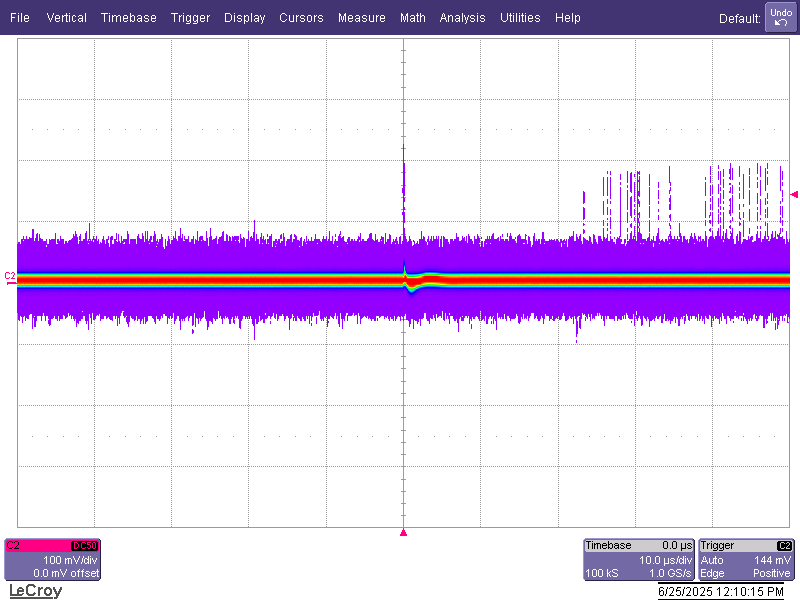 File Vertical Timebase Trigger Display Cursors Measure Math Analysis Utilities Help Default: Undo
C2
C2 DC50
100 mV/div
0.0 mV offset
Timebase 0.0 µs
10.0 µs/div
100 kS 1.0 GS/s
Trigger C2
Auto 144 mV
Edge Positive
LeCroy
6/25/2025 12:10:15 PM